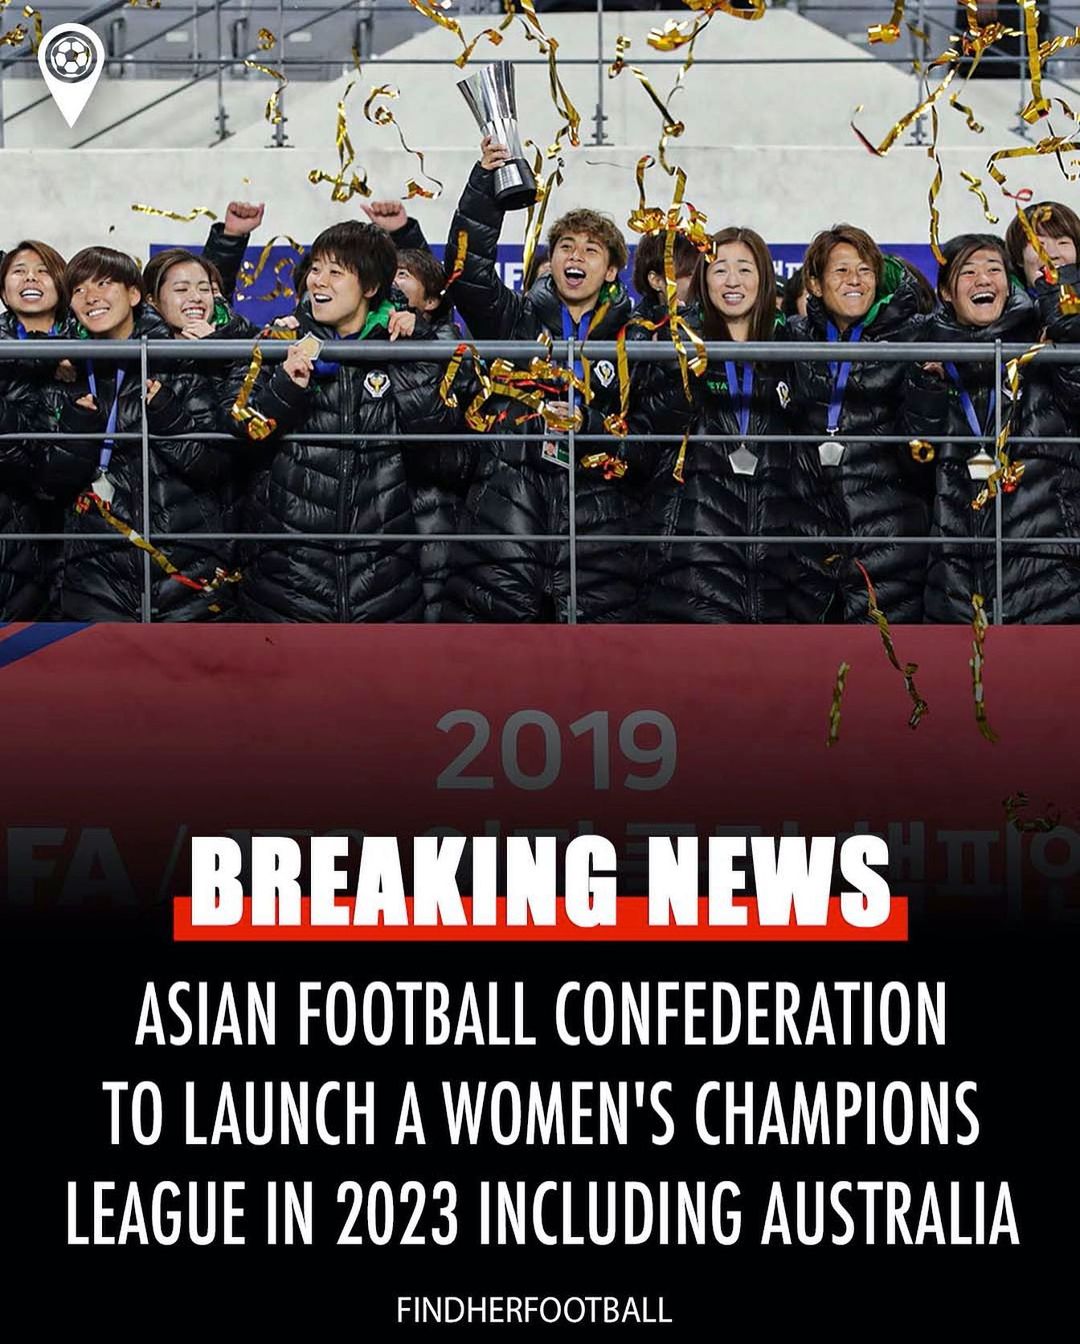 2019
BREAKING NEWS
ASIAN FOOTBALL CONFEDERATION
TO LAUNCH A WOMEN'S CHAMPIONS
LEAGUE IN 2023 INCLUDING AUSTRALIA
FINDHERFOOTBALL